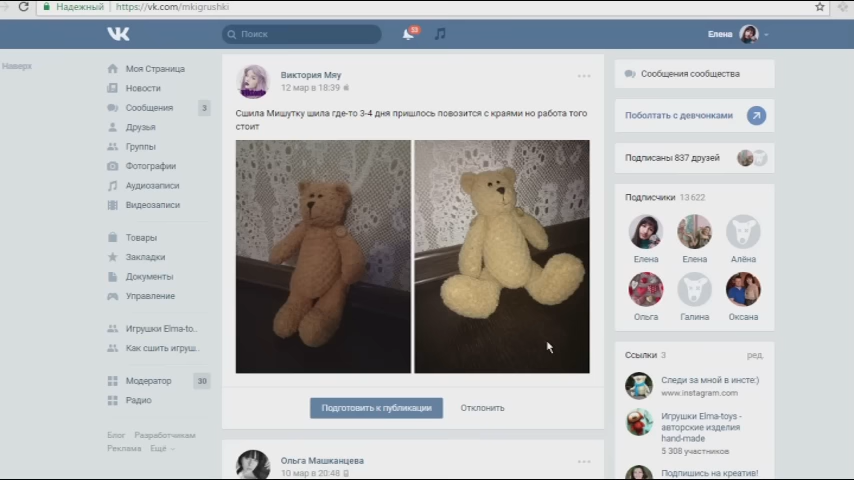 Надежный
https://vk.com/mkigrushki
Поиск
33
Елена
Наверх
Моя Страница
Новости
Сообщения
3
Друзья
Группы
Фотографии
Аудиозаписи
Видеозаписи
Товары
Закладки
Документы
Управление
Игрушки Elma-to..
Как сшить игруш..
Модератор
30
Радио
Блог Разработчикам
Реклама Ещё
Виктория Мяу
12 мар в 18:39
Сшила Мишутку шила где-то 3-4 дня пришлось повозится с краями но работа того
стоит
Подготовить к публикации
Отклонить
Ольга Машканцева
10 мар в 20:48
Сообщения сообщества
Поболтать с девчонками
Подписаны 837 друзей
Подписчики 13 622
Елена
Елена
Алёна
Ольга
Галина
Оксана
Ссылки 3
ред.
Следи за мной в инсте:)
www.instagram.com
Игрушки Elma-toys -
авторские изделия
hand-made
5 308 участников
Подпишись на креатив!